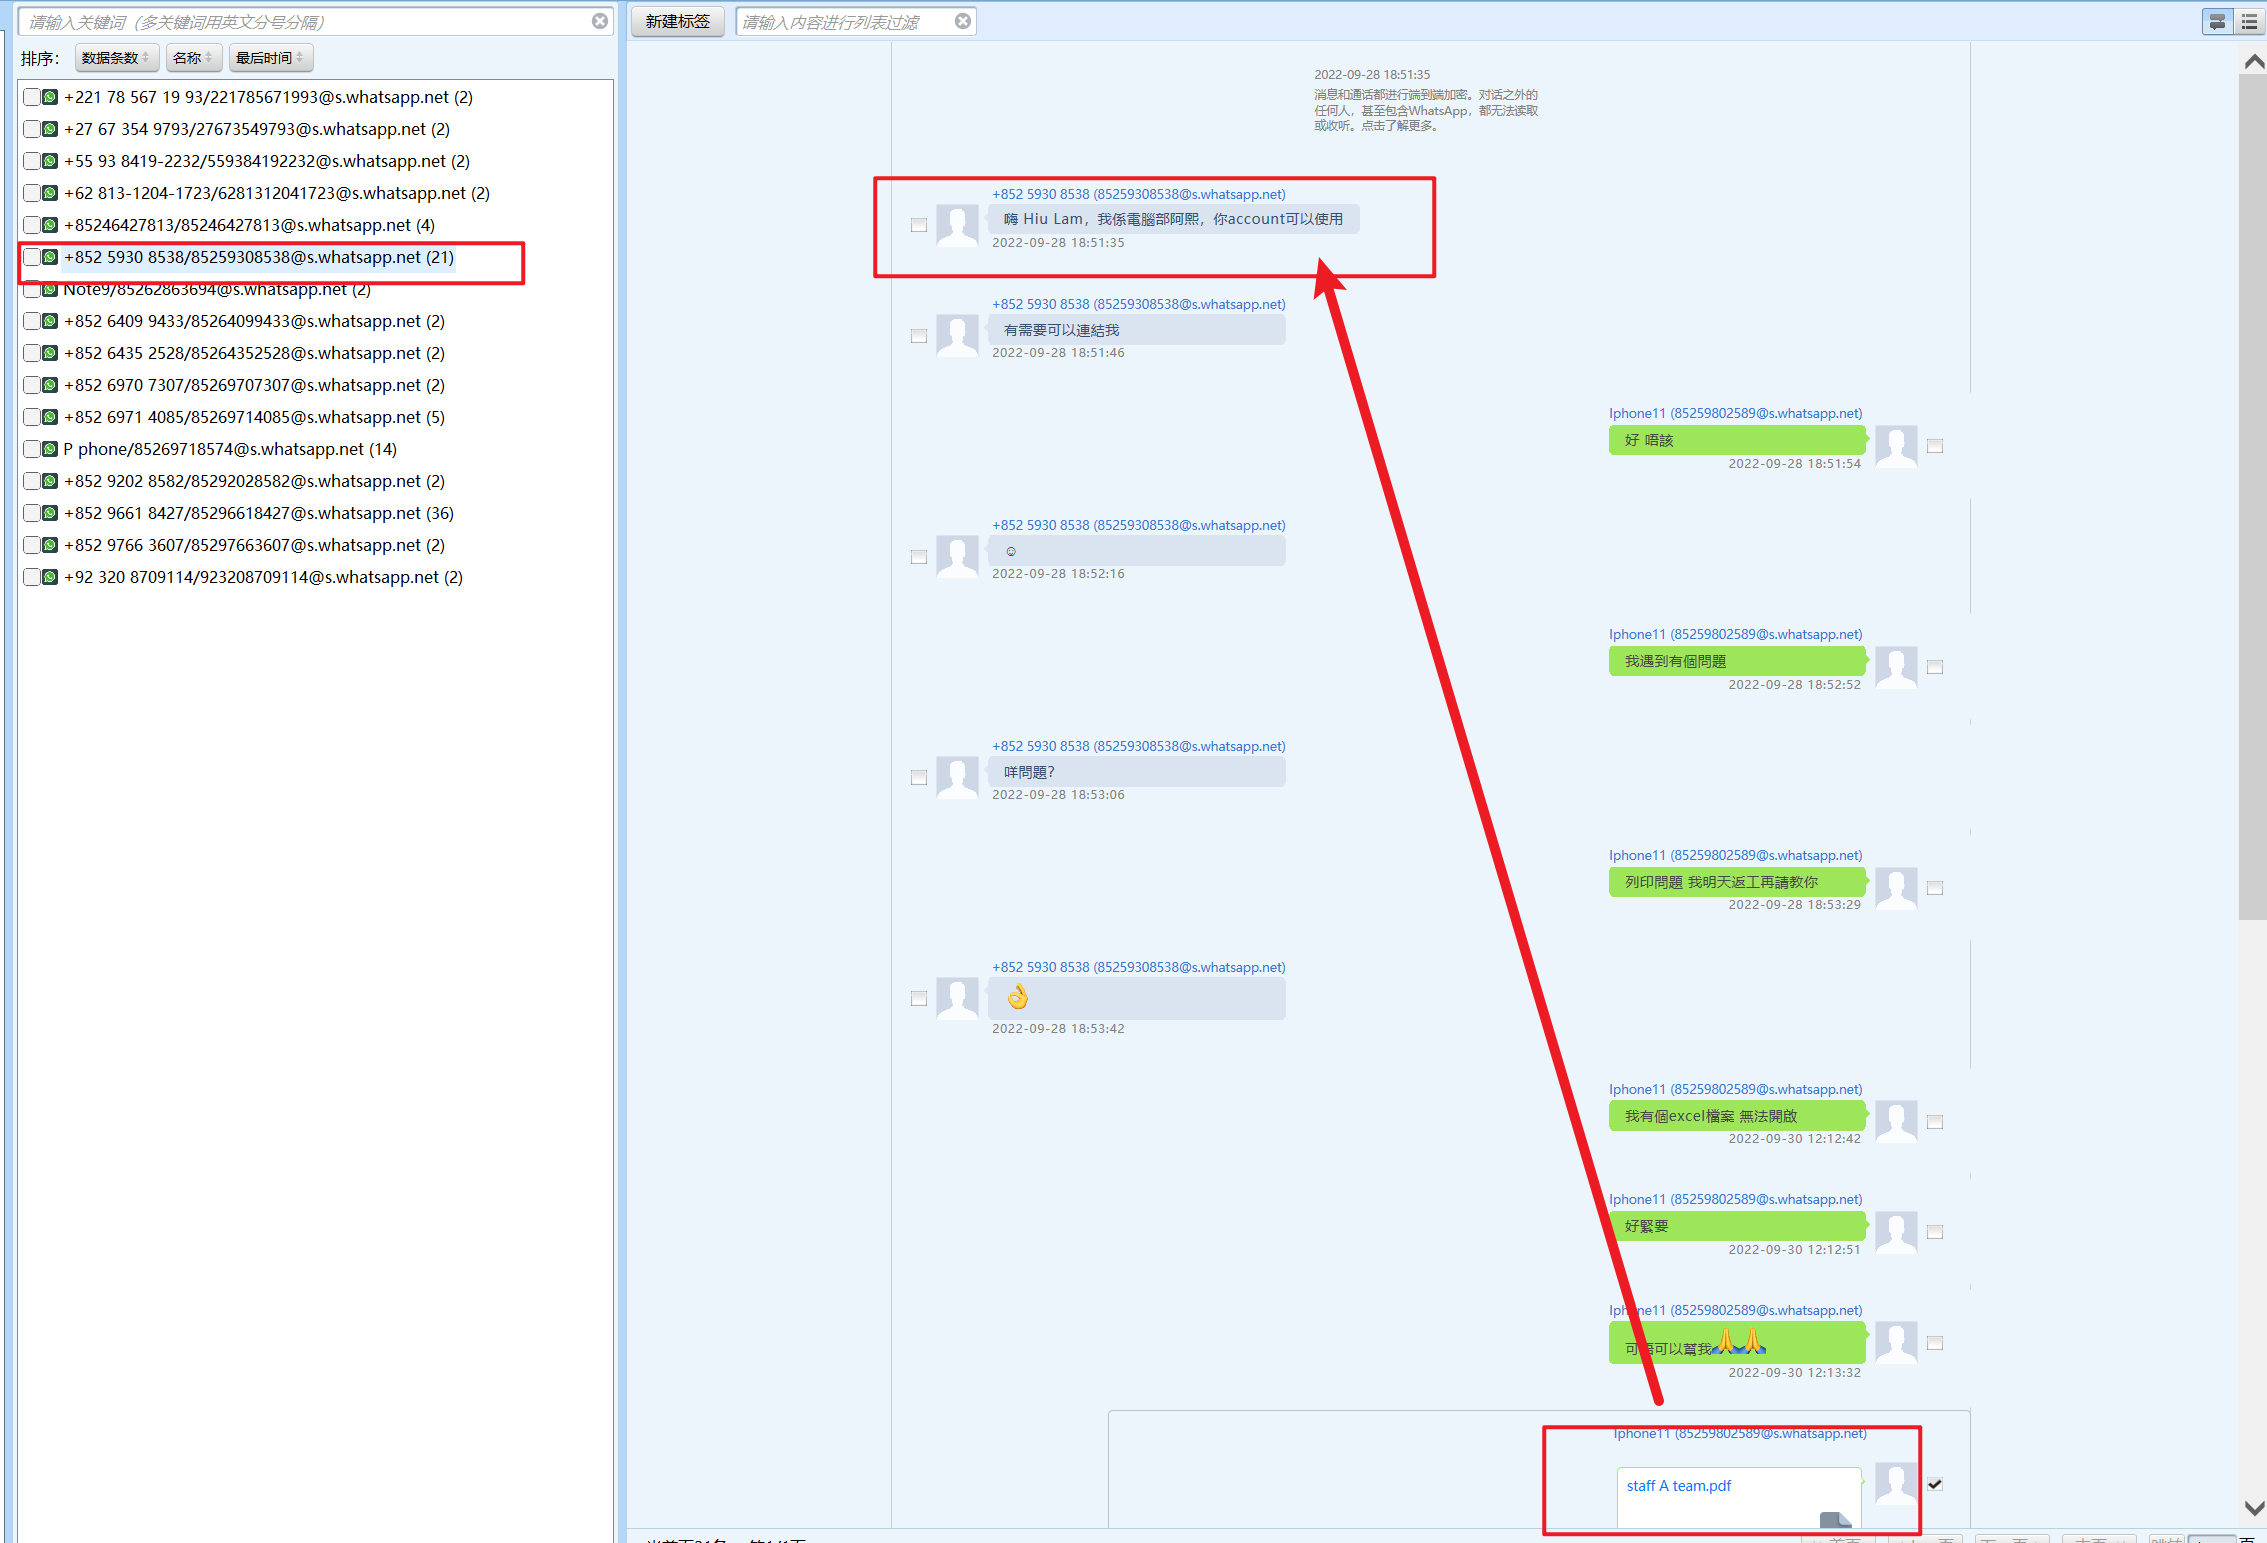 请输入关键词（多关键词用英文分号分隔）
排序：
数据条数
名称
最后时间
+221 78 567 19 93/221785671993@s.whatsapp.net (2)
+27 67 354 9793/27673549793@s.whatsapp.net (2)
+55 93 8419-2232/559384192232@s.whatsapp.net (2)
+62 813-1204-1723/6281312041723@s.whatsapp.net (2)
+85246427813/85246427813@s.whatsapp.net (4)
+852 5930 8538/85259308538@s.whatsapp.net (21)
Note9/85262863694@s.whatsapp.net (2)
+852 6409 9433/85264099433@s.whatsapp.net (2)
+852 6435 2528/85264352528@s.whatsapp.net (2)
+852 6970 7307/85269707307@s.whatsapp.net (2)
+852 6971 4085/85269714085@s.whatsapp.net (5)
P phone/85269718574@s.whatsapp.net (14)
+852 9202 8582/85292028582@s.whatsapp.net (2)
+852 9661 8427/85296618427@s.whatsapp.net (36)
+852 9766 3607/85297663607@s.whatsapp.net (2)
+92 320 8709114/923208709114@s.whatsapp.net (2)
新建标签
请输入内容进行列表过滤
2022-09-28 18:51:35
消息和通话都进行端到端加密。对话之外的
任何人，甚至包含WhatsApp，都无法读取
或收听。点击了解更多。
+852 5930 8538 (85259308538@s.whatsapp.net)
嗨 Hiu Lam，我係電腦部阿熙，你account可以使用
2022-09-28 18:51:35
+852 5930 8538 (85259308538@s.whatsapp.net)
有需要可以連結我
2022-09-28 18:51:46
Iphone11 (85259802589@s.whatsapp.net)
好 唔該
2022-09-28 18:51:54
+852 5930 8538 (85259308538@s.whatsapp.net)
☺
2022-09-28 18:52:16
Iphone11 (85259802589@s.whatsapp.net)
我遇到有個問題
2022-09-28 18:52:52
+852 5930 8538 (85259308538@s.whatsapp.net)
咩問題?
2022-09-28 18:53:06
Iphone11 (85259802589@s.whatsapp.net)
列印問題 我明天返工再請教你
2022-09-28 18:53:29
+852 5930 8538 (85259308538@s.whatsapp.net)
👌
2022-09-28 18:53:42
Iphone11 (85259802589@s.whatsapp.net)
我有個excel檔案 無法開啟
2022-09-30 12:12:42
Iphone11 (85259802589@s.whatsapp.net)
好緊要
2022-09-30 12:12:51
Iphone11 (85259802589@s.whatsapp.net)
可唔可以幫我🙏🙏
2022-09-30 12:13:32
Iphone11 (85259802589@s.whatsapp.net)
staff A team.pdf